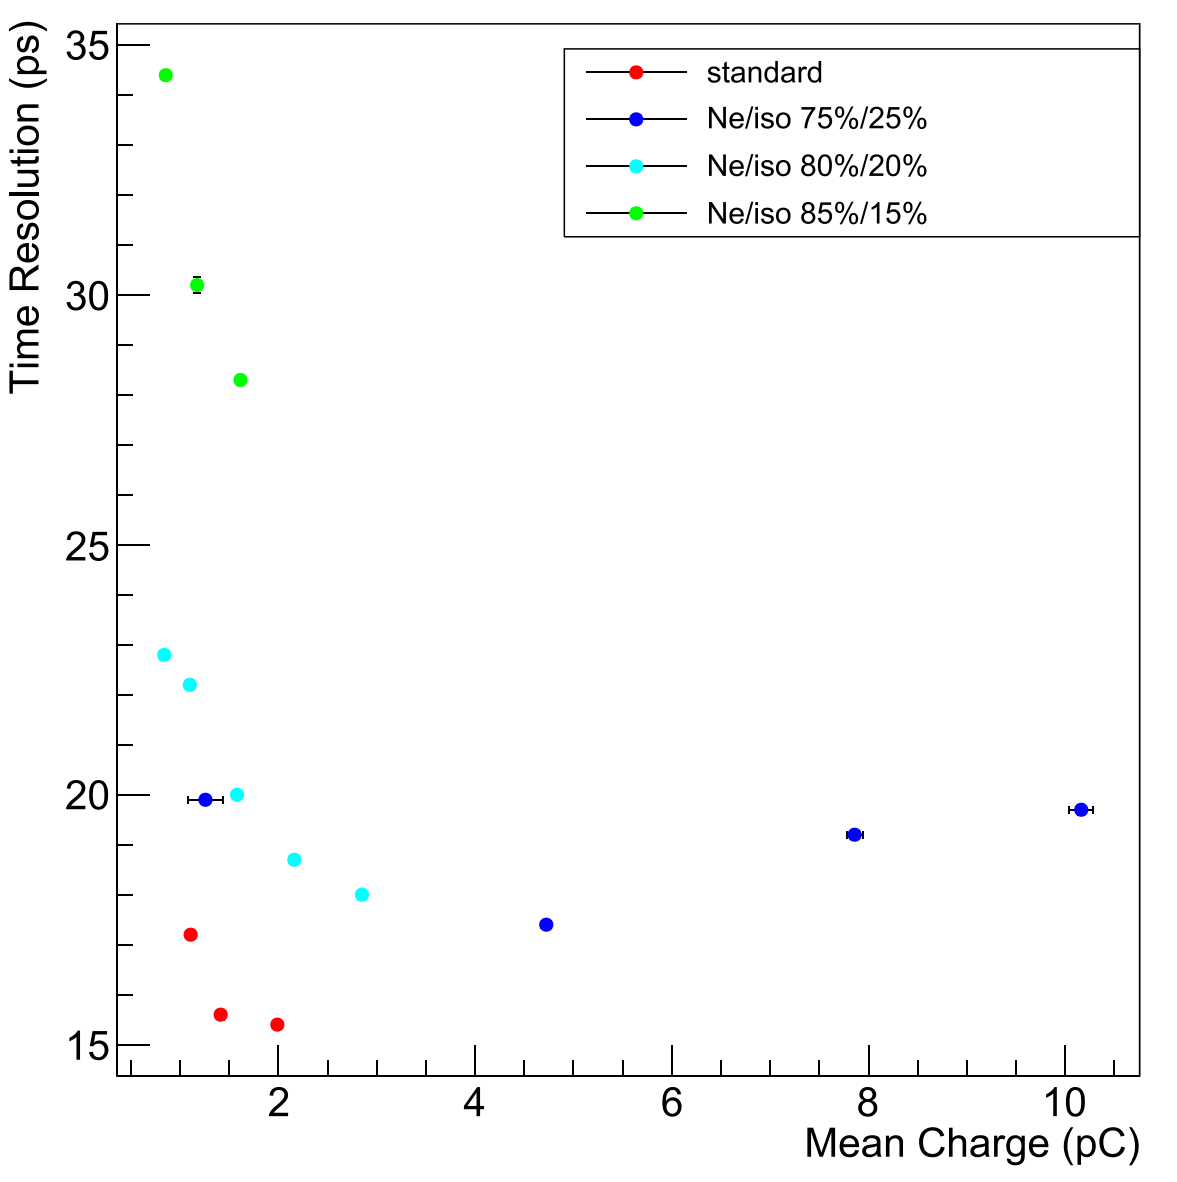 Time Resolution (ps)
35
30
25
20
15
standard
Ne/iso 75%/25%
Ne/iso 80%/20%
Ne/iso 85%/15%
2 4 6 8 10
Mean Charge (pC)